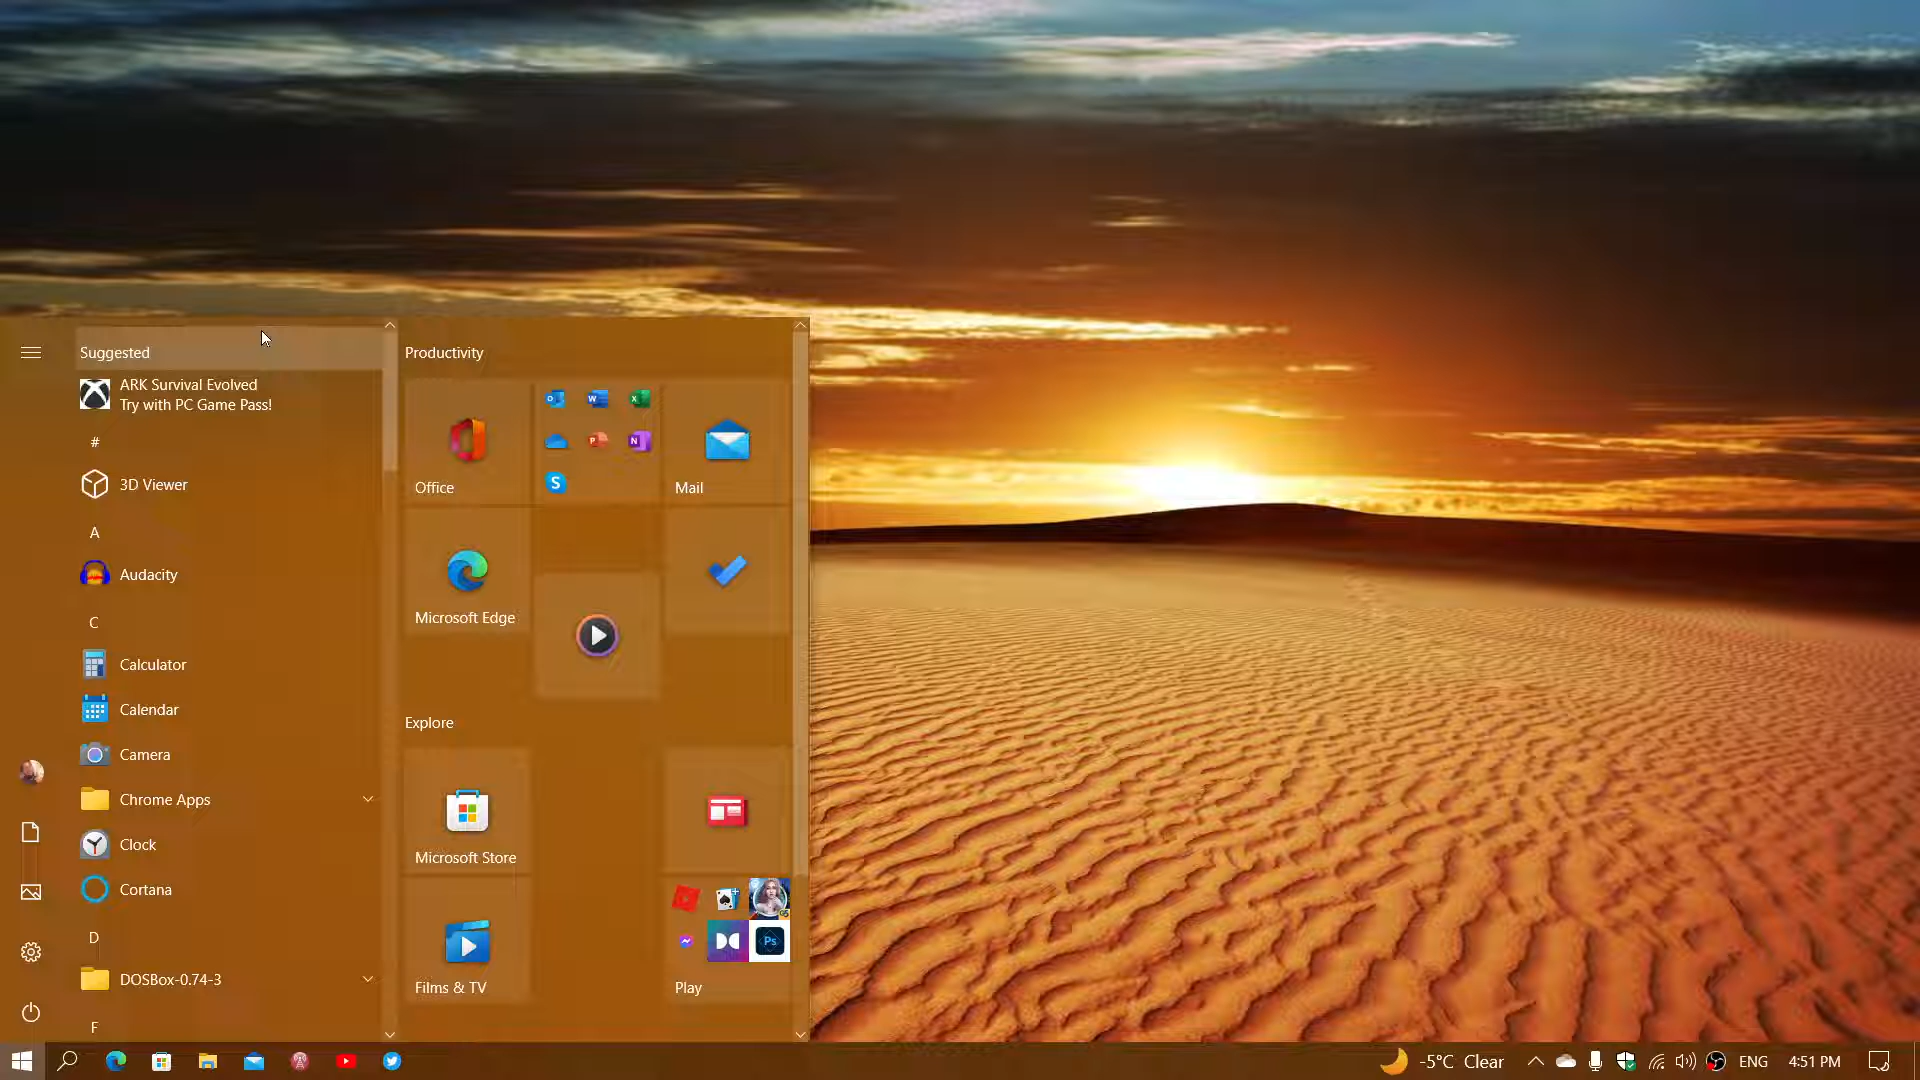 Suggested
ARK Survival Evolved
Try with PC Game Pass!
#
3D Viewer
A
Audacity
C
Calculator
Calendar
Camera
Chrome Apps
Clock
Cortana
D
DOSBox-0.74-3
F
Productivity
Office
Mail
Microsoft Edge
Explore
Microsoft Store
Films & TV
Ps
Play
-5°C Clear
ENG
4:51 PM